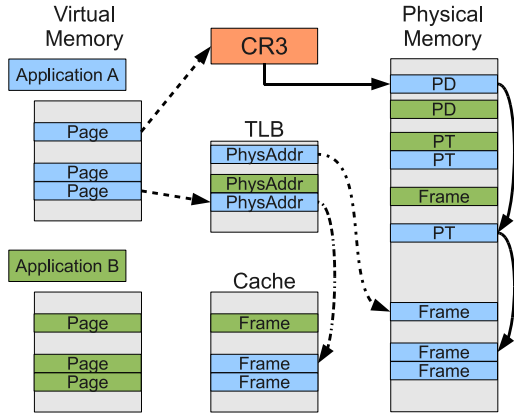 Virtual
Memory
Application A
Page
Page
Page
Application B
Page
Page
Page
CR3
TLB
PhysAddr
PhysAddr
PhysAddr
Cache
Frame
Frame
Frame
Physical
Memory
PD
PD
PT
PT
Frame
PT
Frame
Frame
Frame